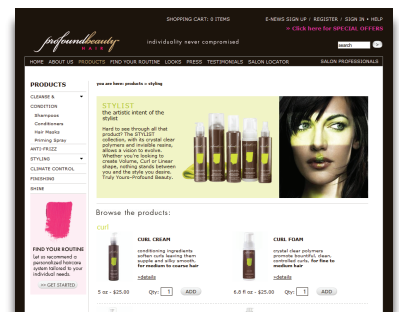 SHOPPING CART: 0 ITEMS
E-NEWS SIGN UP / REGISTER / SIGN IN • HELP
» Click here for SPECIAL OFFERS
profoundbeauty
HAIR
individuality never compromised
search
HOME ABOUT US PRODUCTS FIND YOUR ROUTINE LOOKS PRESS TESTIMONIALS SALON LOCATOR SALON PROFESSIONALS
PRODUCTS
you are here: products » styling
CLEANSE &
CONDITION
Shampoos
Conditioners
Hair Masks
Priming Spray
ANTI-FRIZZ
STYLING
CLIMATE CONTROL
FINISHING
SHINE
STYLIST
the artistic intent of the
stylist
Hard to see through all that
product? The STYLIST
collection, with its crystal clear
polymers and invisible resins,
allows a vision to evolve.
Whether you're looking to
create Volume, Curl or Linear
shape, nothing stands between
you and the style you desire.
Truly Yours-Profound Beauty.
FIND YOUR ROUTINE
Let us recommend a
personalized haircare
system tailored to your
individual needs.
>> GET STARTED
Browse the products:
curl
CURL CREAM
conditioning ingredients
soften curls leaving them
supple and silky smooth.
for medium to coarse hair
»details
5 oz - $25.00 Qty: 1 ADD
CURL FOAM
crystal clear polymers
promote bountiful, clean,
controlled curls. for fine to
medium hair
»details
6.8 fl oz - $25.00 Qty: 1 ADD